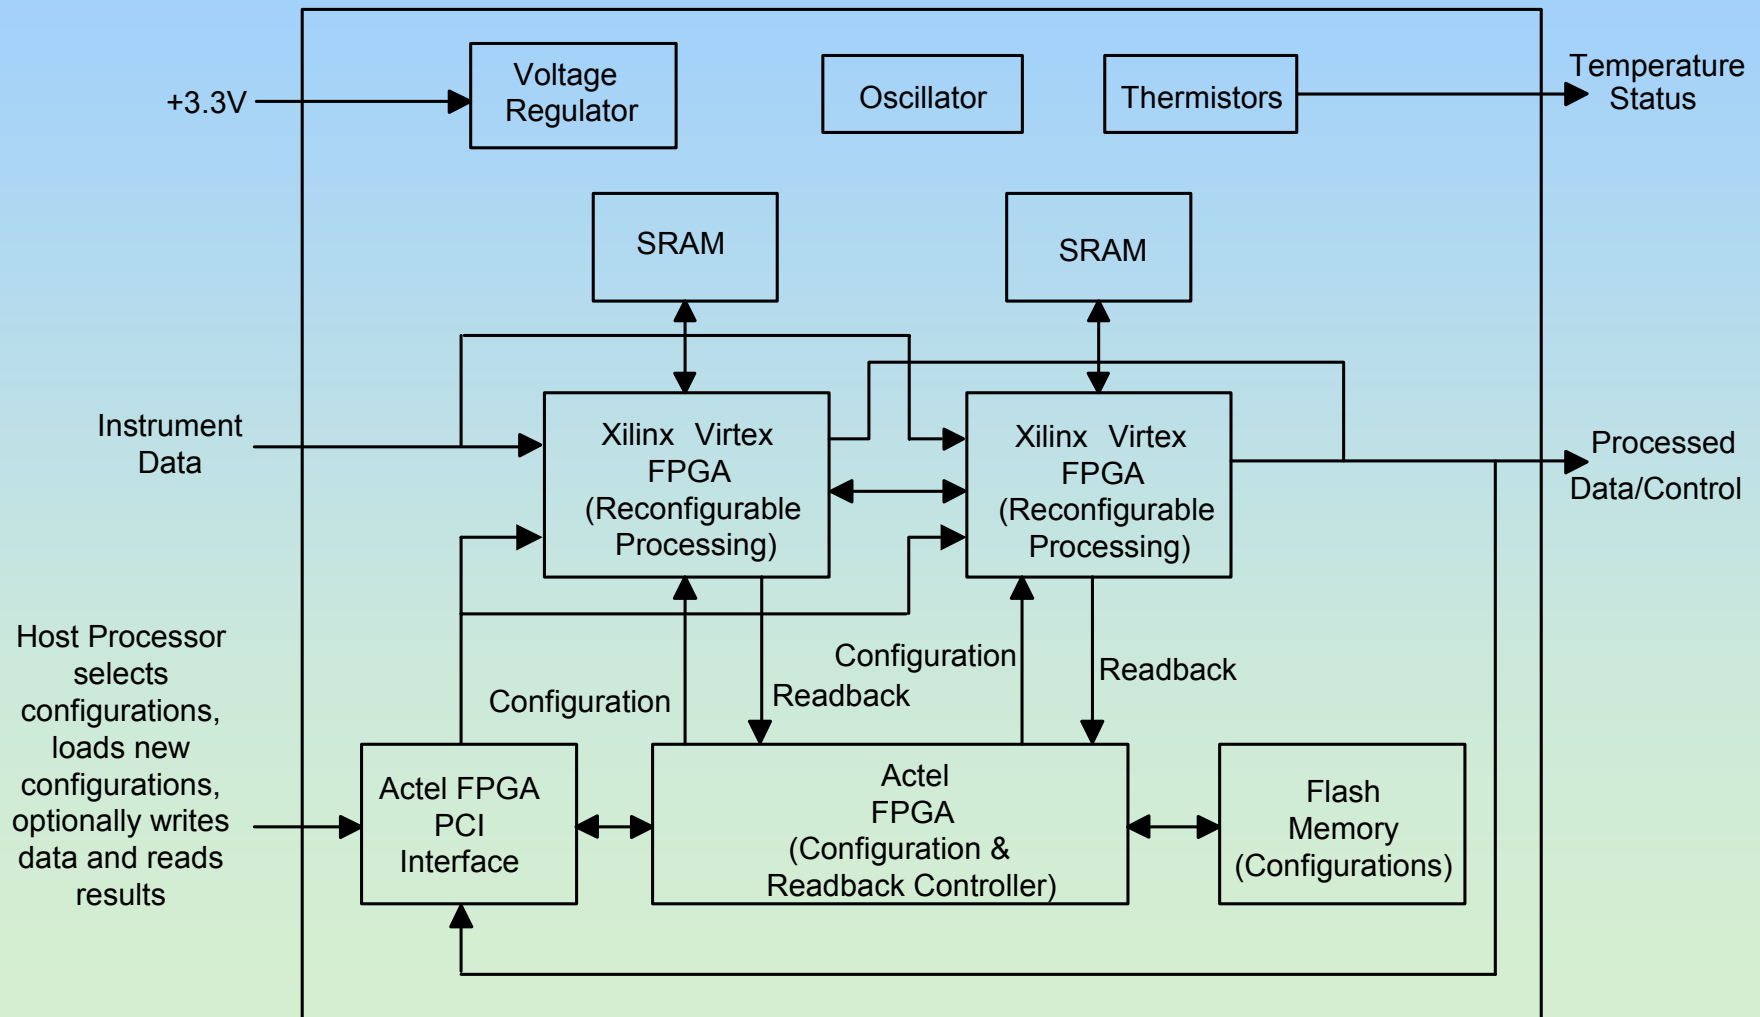 +3.3V
Voltage
Regulator
Oscillator
Thermistors
Temperature
Status
SRAM
SRAM
Instrument
Data
Xilinx Virtex
FPGA
(Reconfigurable
Processing)
Xilinx Virtex
FPGA
(Reconfigurable
Processing)
Processed
Data/Control
Host Processor
selects
configurations,
loads new
configurations,
optionally writes
data and reads
results
Configuration
Readback
Configuration
Readback
Actel FPGA
PCI
Interface
Actel
FPGA
(Configuration &
Readback Controller)
Flash
Memory
(Configurations)